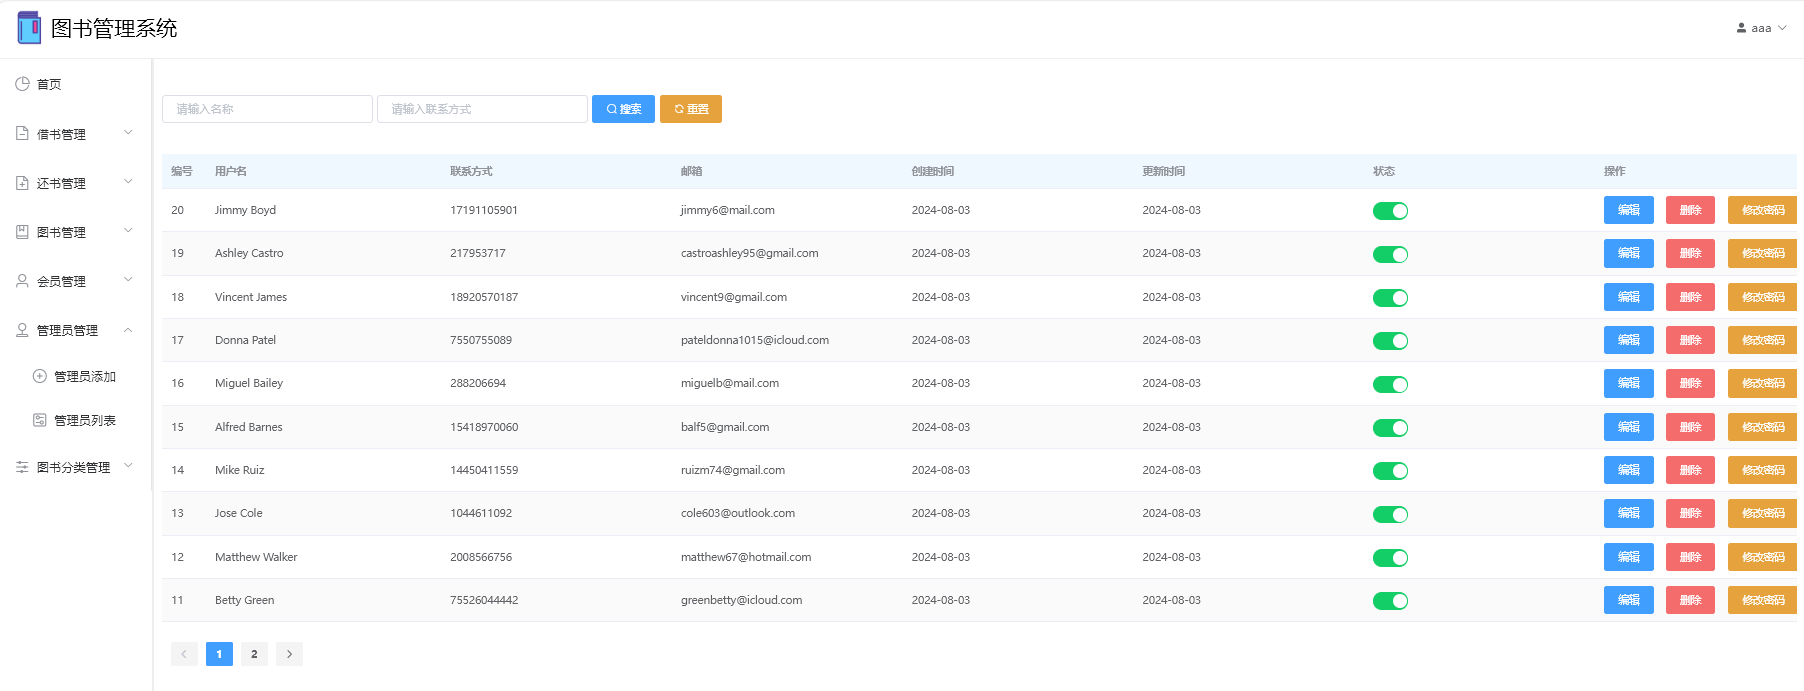 图书管理系统
aaa
首页
借书管理
还书管理
图书管理
会员管理
管理员管理
管理员添加
管理员列表
图书分类管理
请输入名称 请输入联系方式 搜索 重置
编号 用户名 联系方式 邮箱 创建时间 更新时间 状态 操作
20 Jimmy Boyd 17191105901 jimmy6@mail.com 2024-08-03 2024-08-03 编辑 删除 修改密码
19 Ashley Castro 217953717 castroashley95@gmail.com 2024-08-03 2024-08-03 编辑 删除 修改密码
18 Vincent James 18920570187 vincent9@gmail.com 2024-08-03 2024-08-03 编辑 删除 修改密码
17 Donna Patel 7550755089 pateldonna1015@icloud.com 2024-08-03 2024-08-03 编辑 删除 修改密码
16 Miguel Bailey 288206694 miguelb@mail.com 2024-08-03 2024-08-03 编辑 删除 修改密码
15 Alfred Barnes 15418970060 balf5@gmail.com 2024-08-03 2024-08-03 编辑 删除 修改密码
14 Mike Ruiz 14450411559 ruizm74@gmail.com 2024-08-03 2024-08-03 编辑 删除 修改密码
13 Jose Cole 1044611092 cole603@outlook.com 2024-08-03 2024-08-03 编辑 删除 修改密码
12 Matthew Walker 2008566756 matthew67@hotmail.com 2024-08-03 2024-08-03 编辑 删除 修改密码
11 Betty Green 75526044442 greenbetty@icloud.com 2024-08-03 2024-08-03 编辑 删除 修改密码
1 2